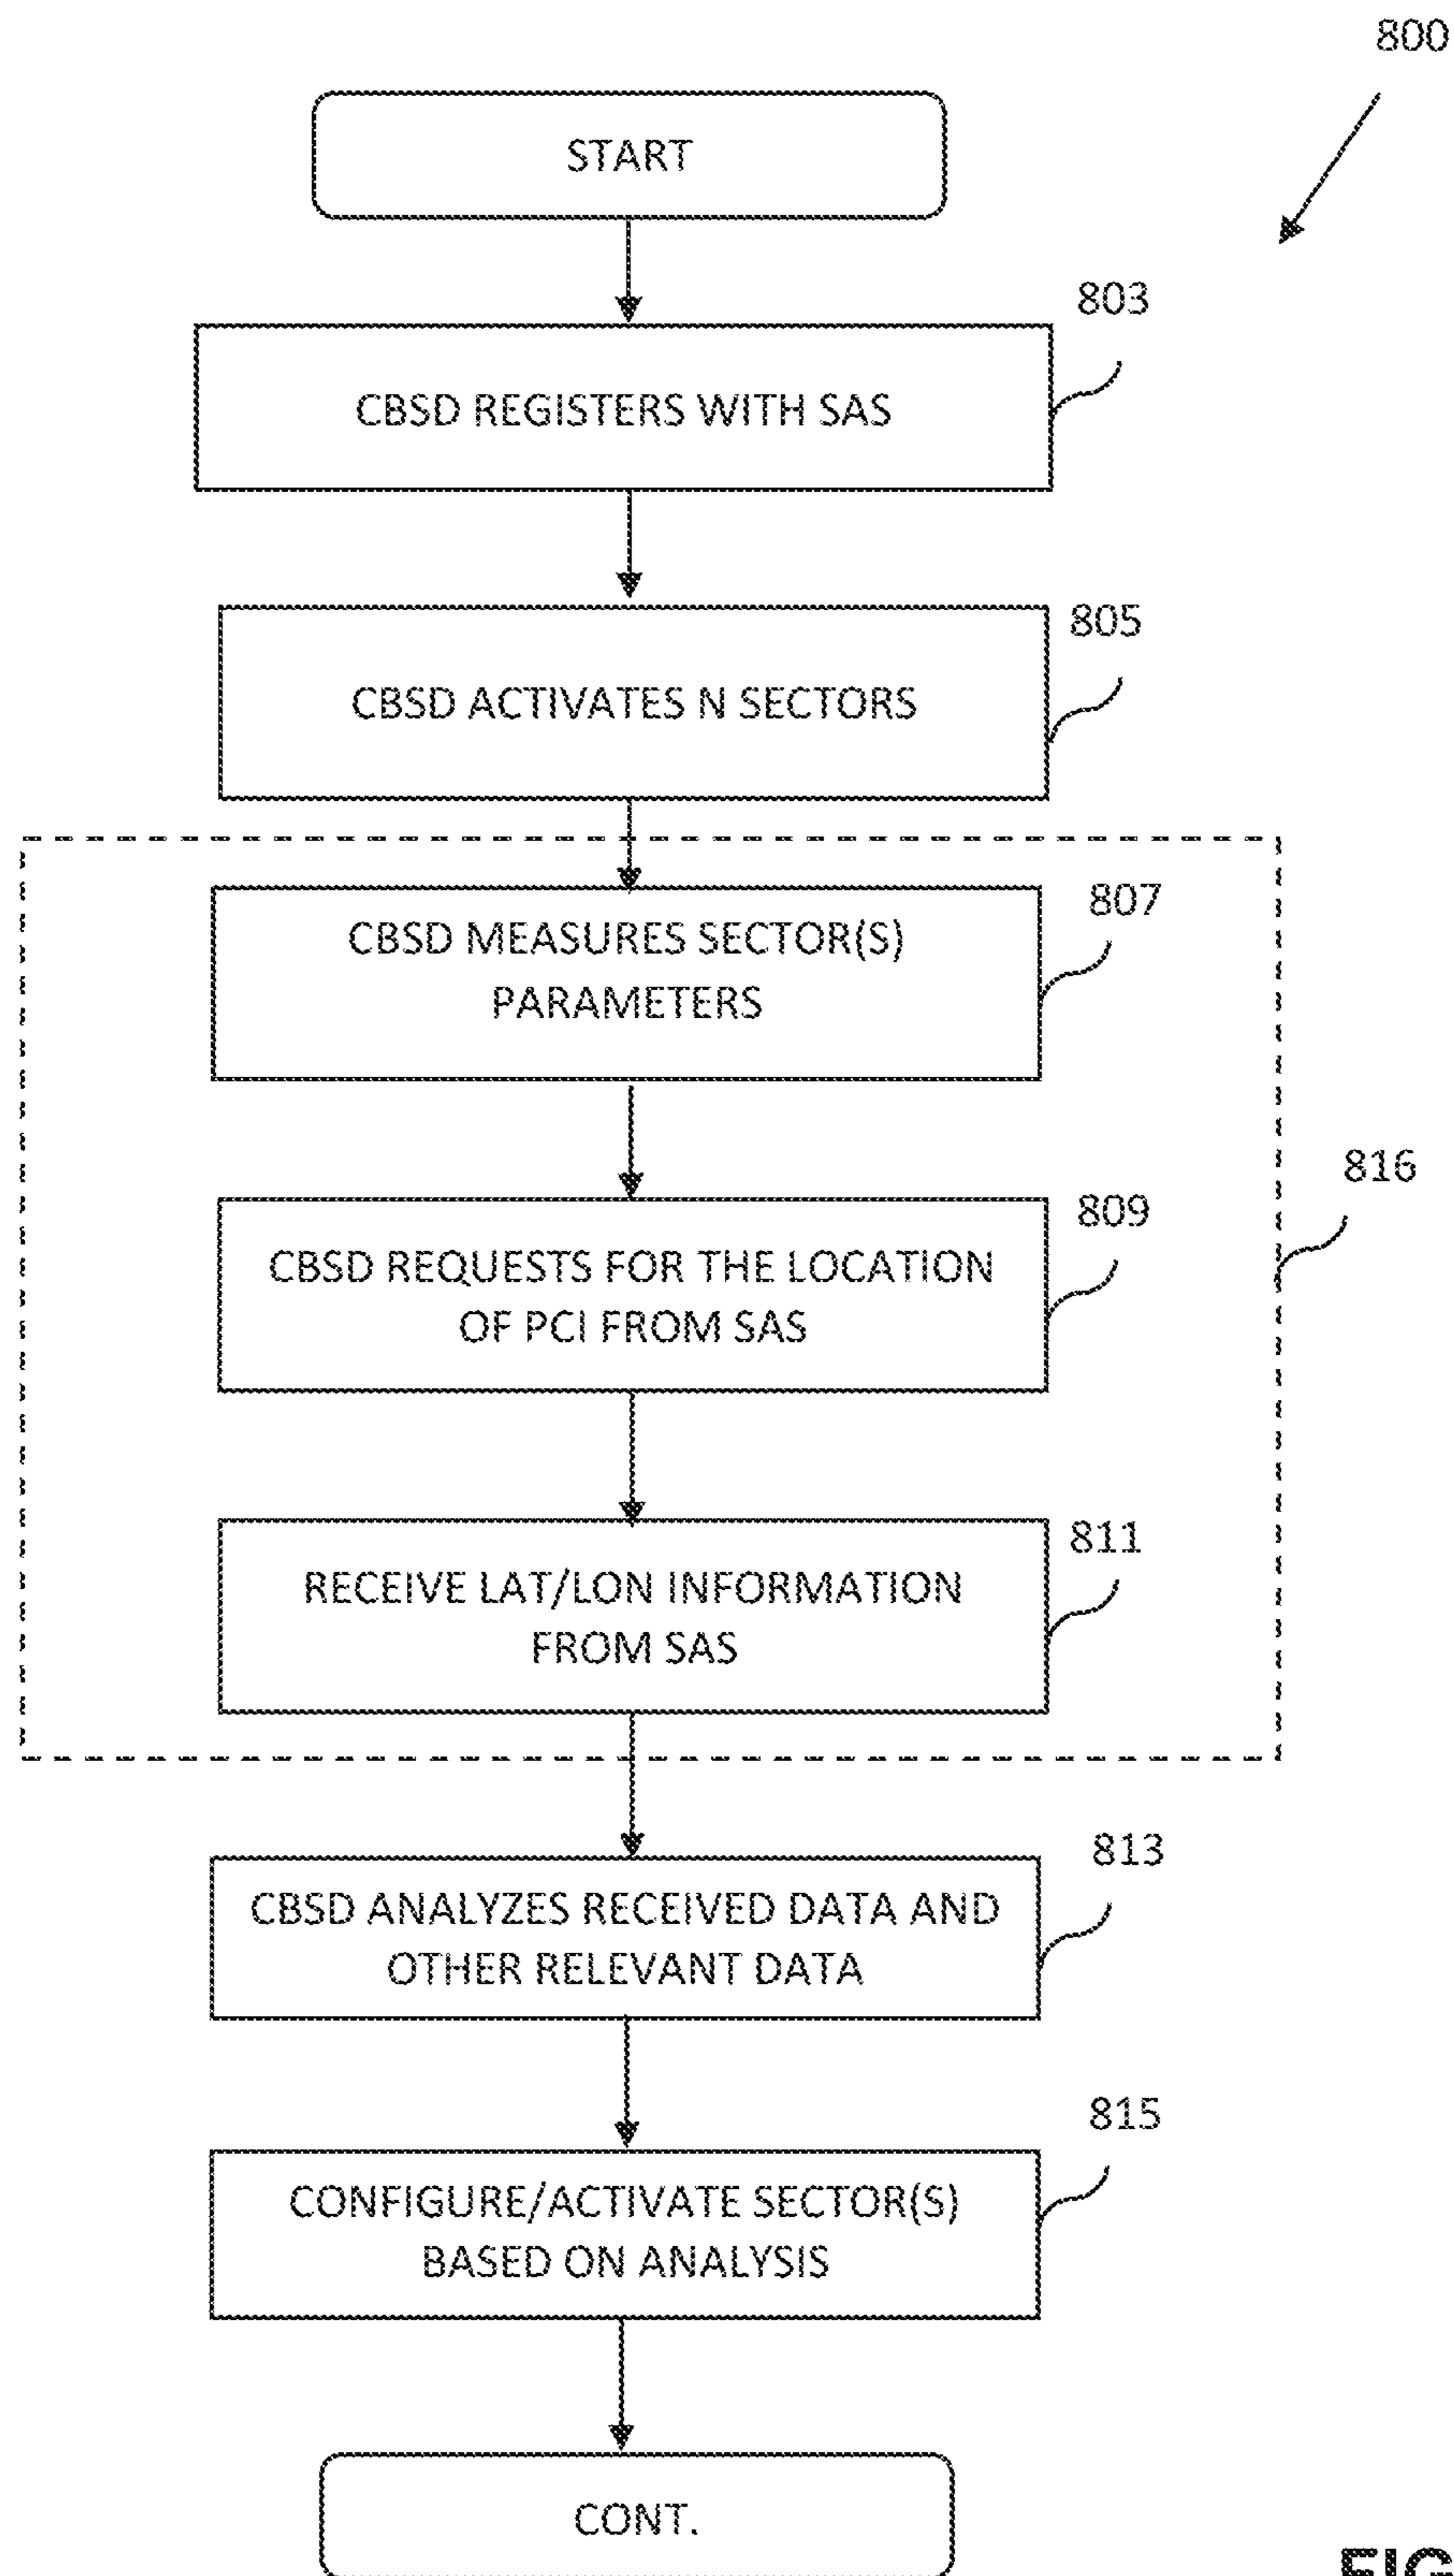 800
START
803
CBSD REGISTERS WITH SAS
805
CBSD ACTIVATES N SECTORS
807
CBSD MEASURES SECTOR(S)
PARAMETERS
816
809
CBSD REQUESTS FOR THE LOCATION
OF PCI FROM SAS
811
RECEIVE LAT/LON INFORMATION
FROM SAS
813
CBSD ANALYZES RECEIVED DATA AND
OTHER RELEVANT DATA
815
CONFIGURE/ACTIVATE SECTOR(S)
BASED ON ANALYSIS
CONT.
FIG